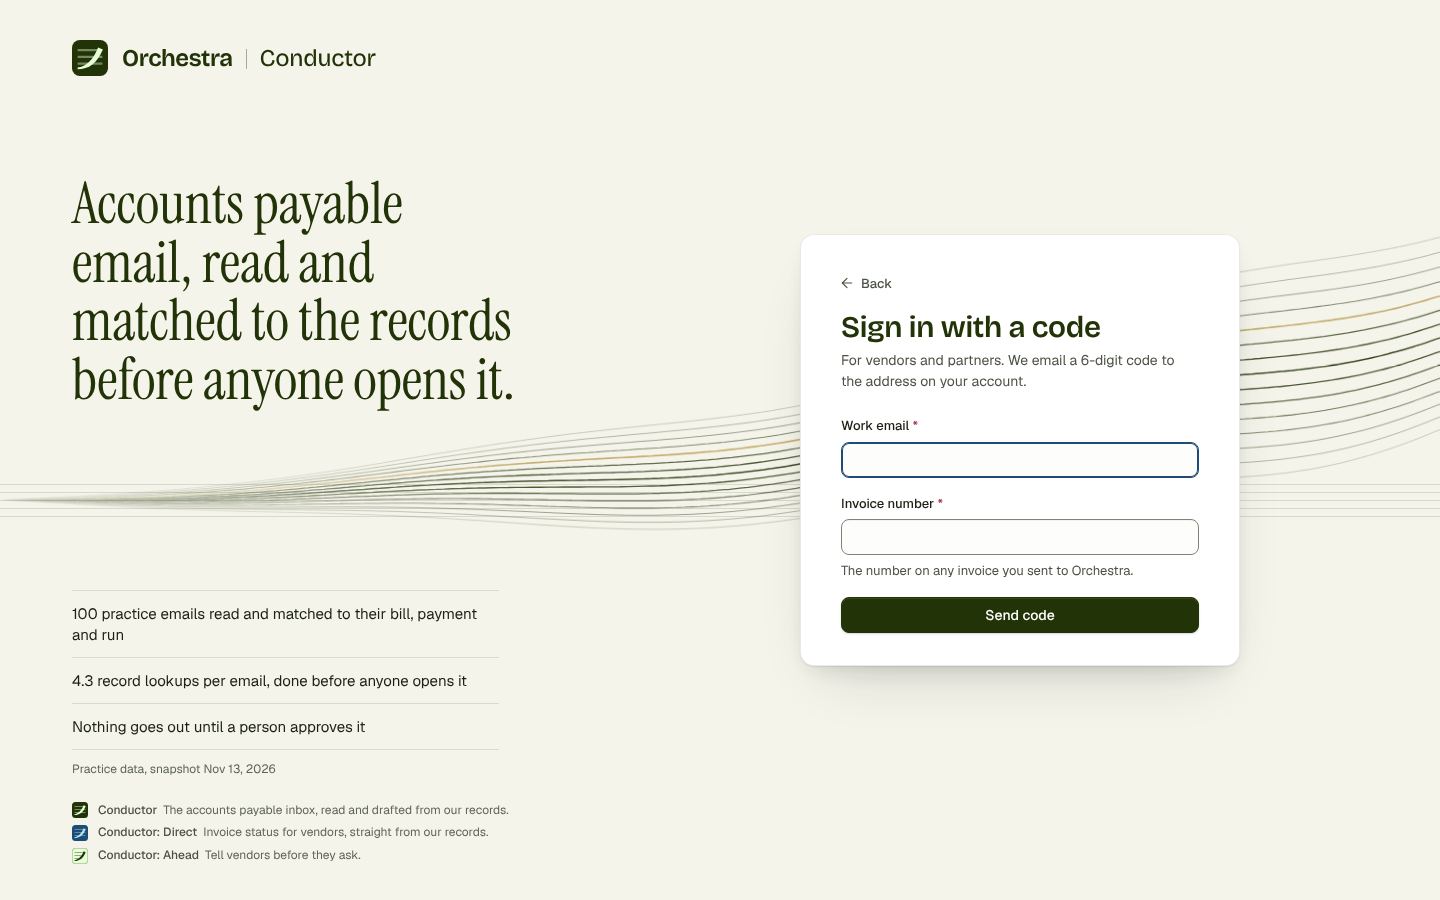 Orchestra | Conductor
Accounts payable
email, read and
matched to the records
before anyone opens it.
100 practice emails read and matched to their bill, payment
and run
4.3 record lookups per email, done before anyone opens it
Nothing goes out until a person approves it
Practice data, snapshot Nov 13, 2026
Conductor The accounts payable inbox, read and drafted from our records.
Conductor: Direct Invoice status for vendors, straight from our records.
Conductor: Ahead Tell vendors before they ask.
← Back
Sign in with a code
For vendors and partners. We email a 6-digit code to
the address on your account.
Work email *
Invoice number *
The number on any invoice you sent to Orchestra.
Send code